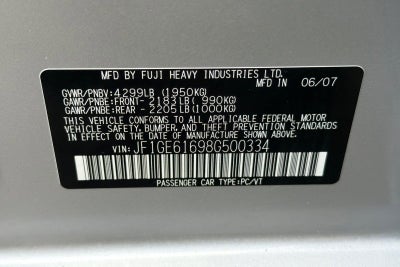 MFD BY FUJI HEAVY INDUSTRIES LTD.
MFD IN 06/07
GVWR/PNBV: 4299LB (1950KG)
GAWR/PNBE: FRONT- 2183LB ( 990KG)
GAWR/PNBE: REAR - 2205LB (1000KG)
THIS VEHICLE CONFORMS TO ALL APPLICABLE FEDERAL MOTOR
VEHICLE SAFETY, BUMPER, AND THEFT PREVENTION STANDARDS
IN EFFECT ON THE DATE OF MANUFACTURE SHOWN ABOVE.
VIN: JF1GE61698G500334
PASSENGER CAR TYPE:PC/VT